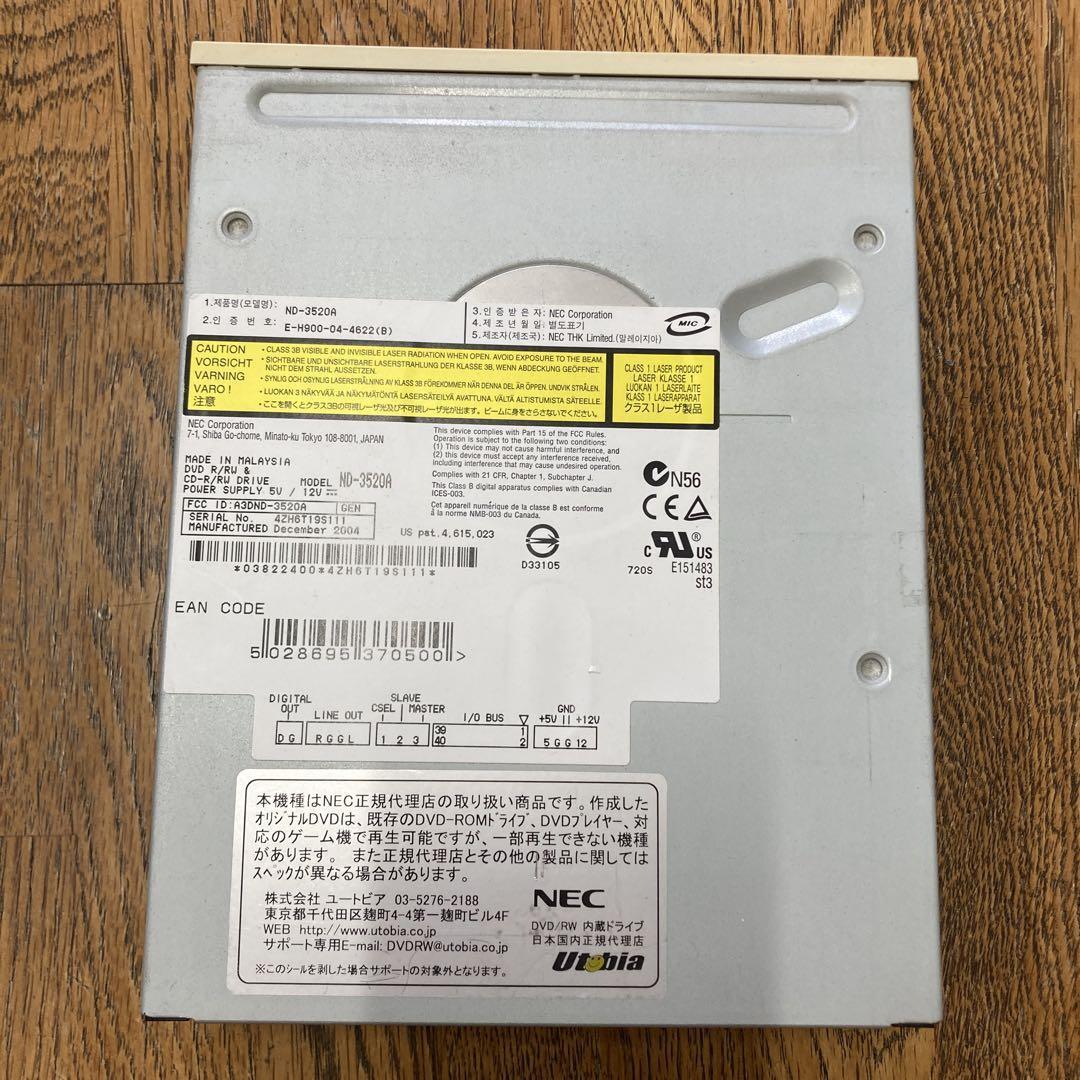 1.제품명(모델명): ND-3520A
2.인 증 번 호: E-H900-04-4622(B)
3.인 증 받 은 자: NEC Corporation
4.제 조 년 월 일: 별도표기
5.제조자(제조국): NEC THK Limited.(말레이지아)
MIC
CAUTION
VORSICHT
VARNING
VARO !
注意
・CLASS 3B VISIBLE AND INVISIBLE LASER RADIATION WHEN OPEN. AVOID EXPOSURE TO THE BEAM.
・SICHTBARE UND UNSICHTBARE LASERSTRAHLUNG DER KLASSE 3B, WENN ABDECKUNG GEÖFFNET.
NICHT DEM STRAHL AUSSETZEN.
・SYNLIG OCH OSYNLIG LASERSTRÅLNING AV KLASS 3B FÖREKOMMER NÄR DENNA DEL ÄR ÖPPEN. UNDVIK STRÅLEN.
・LUOKAN 3 NÄKYVÄÄ JA NÄKYMÄTÖNTÄ LAMERSÄTEILYÄ AVATTUNA, VÄLTÄ ALTISTUMISTA SÄTEELLE.
・ここを開くとクラス3Bの可視レーザ光及び不可視レーザ光が出ます。ビームに身をさらさないでください。
CLASS 1 LASER PRODUCT
LASER KLASSE 1
LUOKAN 1 LASERLAITE
KLASS 1 LASERAPPARAT
クラス1レーザ製品
NEC Corporation
7-1, Shiba Go-chome, Minato-ku Tokyo 108-8001, JAPAN
MADE IN MALAYSIA
DVD R/RW &
CD-R/RW DRIVE MODEL ND-3520A
POWER SUPPLY 5V / 12V
FCC ID:A3DND-3520A GEN
SERIAL No. 4ZH6T19S111
MANUFACTURED December 2004
US pat.4,615,023
This device complies with Part 15 of the FCC Rules.
Operation is subject to the following two conditions:
(1) This device may not cause harmful interference, and
(2) this device must accept any interference received,
including interference that may cause undesired operation.
Complies with 21 CFR, Chapter 1, Subchapter J.
This Class B digital apparatus complies with Canadian
ICES-003.
Cet appareil numérique de la classe B est conforme
à la norme NMB-003 du Canada.
N56
CE
D33105
c RU ® US
720S E151483
st3
*03822400*4ZH6T19S111*
EAN CODE
5 028695 370500 >
DIGITAL
OUT
LINE OUT
SLAVE
CSEL | MASTER
I/O BUS
GND
+5V || +12V
D G
R G G L
1 2 3
39 1
40 2
5 G G 12
本機種はNEC正規代理店の取り扱い商品です。作成した
オリジナルDVDは、既存のDVD-ROMドライブ、DVDプレイヤー、対
応のゲーム機で再生可能ですが、一部再生できない機種
があります。 また正規代理店とその他の製品に関しては
スペックが異なる場合があります。
株式会社 ユートビア 03-5276-2188
東京都千代田区麹町4-4第一麹町ビル4F
WEB http://www.utobia.co.jp
サポート専用E-mail: DVDRW@utobia.co.jp
※このシールを剥した場合サポートの対象外となります。
NEC
DVD/RW 内蔵ドライブ
日本国内正規代理店
Utobia